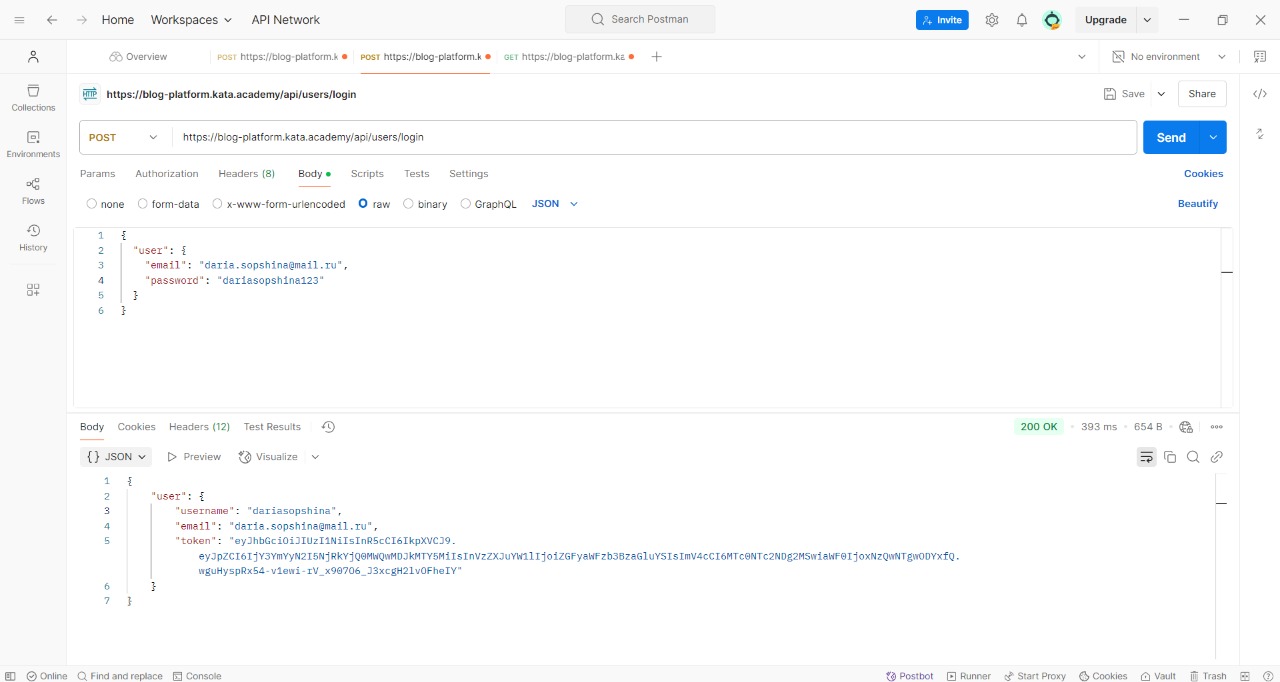 Home Workspaces API Network Search Postman Invite Upgrade
Overview POST https://blog-platform.k POST https://blog-platform.k GET https://blog-platform.ka No environment
Collections
Environments
Flows
History
HTTP https://blog-platform.kata.academy/api/users/login Save Share
POST https://blog-platform.kata.academy/api/users/login Send
Params Authorization Headers (8) Body Scripts Tests Settings Cookies
none form-data x-www-form-urlencoded raw binary GraphQL JSON Beautify
1 {
2 "user": {
3 "email": "daria.sopshina@mail.ru",
4 "password": "dariasopshina123"
5 }
6 }
Body Cookies Headers (12) Test Results 200 OK 393 ms 654 B
{} JSON Preview Visualize
1 {
2 "user": {
3 "username": "dariasopshina",
4 "email": "daria.sopshina@mail.ru",
5 "token": "eyJhbGciOiJIUzI1NiIsInR5cCI6IkpXVCJ9.
eyJpZCI6IjY3YmYyN2I5NjRkYjQ0MWQwMDJkMTY5MiIsInVzZXJuYW1lIjoiZGFyaWFzb3BzaGluYSIsImV4cCI6MTc0NTc2NDg2MSwiaWF0IjoxNzQwNTgwODYxfQ.
wguHyspRx54-v1ewi-rV_x907O6_J3xcgH2lvOFheIY"
6 }
7 }
Online Find and replace Console Postbot Runner Start Proxy Cookies Vault Trash